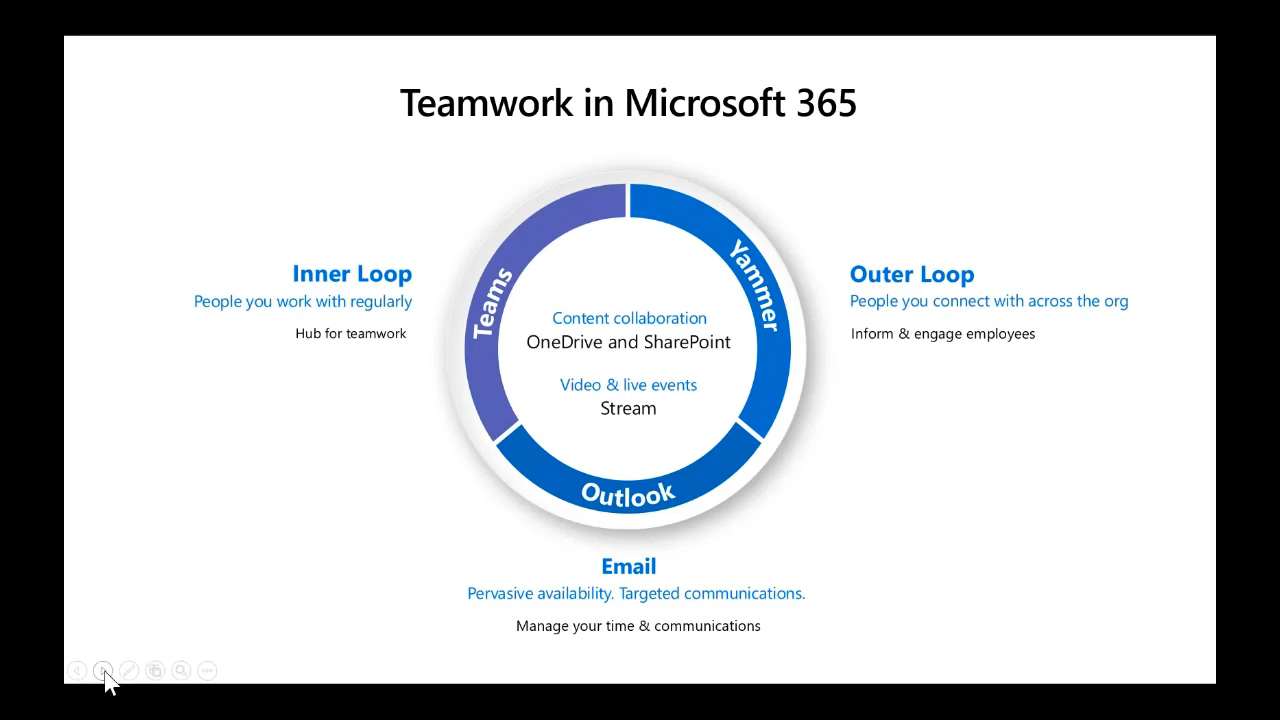 Teamwork in Microsoft 365
Inner Loop
People you work with regularly
Hub for teamwork
Teams
Yammer
Content collaboration
OneDrive and SharePoint
Video & live events
Stream
Outlook
Outer Loop
People you connect with across the org
Inform & engage employees
Email
Pervasive availability. Targeted communications.
Manage your time & communications